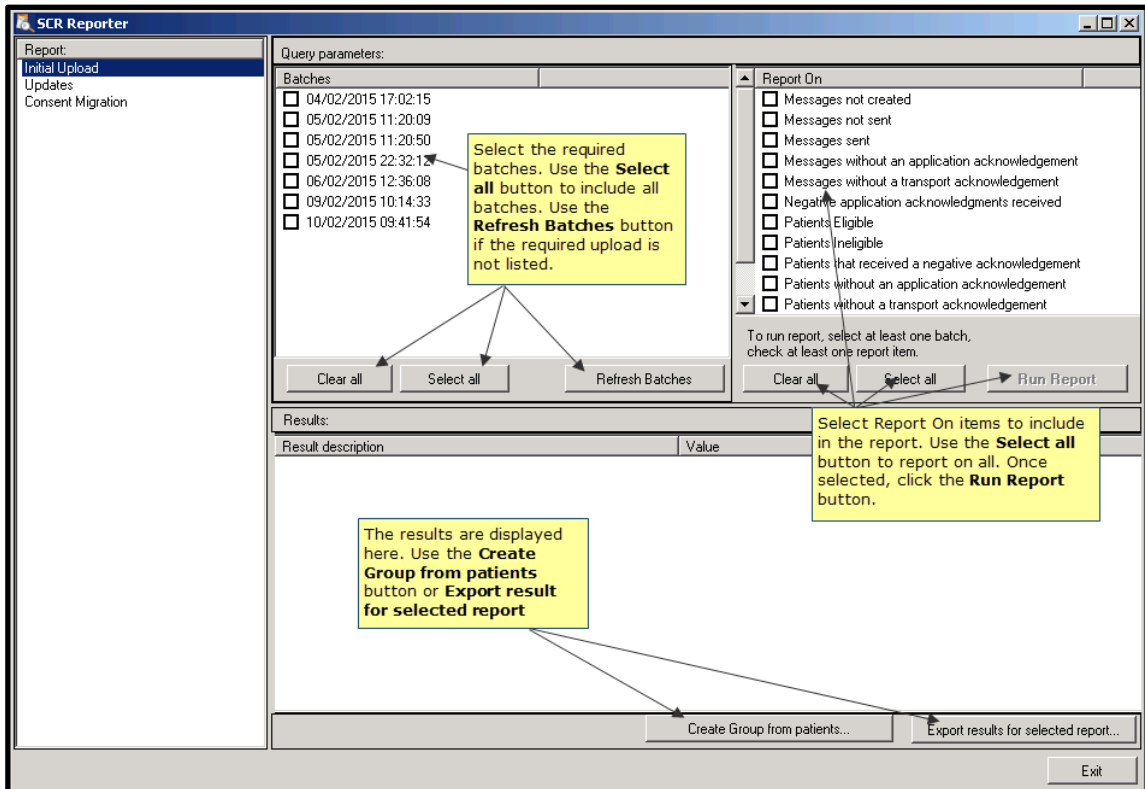 SCR Reporter
Report:
Initial Upload
Updates
Consent Migration
Query parameters:
Batches
04/02/2015 17:02:15
05/02/2015 11:20:09
05/02/2015 11:20:50
05/02/2015 22:32:12
06/02/2015 12:36:08
09/02/2015 10:14:33
10/02/2015 09:41:54
Select the required
batches. Use the Select
all button to include all
batches. Use the
Refresh Batches button
if the required upload is
not listed.
Clear all
Select all
Refresh Batches
Report On
Messages not created
Messages not sent
Messages sent
Messages without an application acknowledgement
Messages without a transport acknowledgement
Negative application acknowledgments received
Patients Eligible
Patients Ineligible
Patients that received a negative acknowledgement
Patients without an application acknowledgement
Patients without a transport acknowledgement
To run report, select at least one batch,
check at least one report item.
Clear all
Select all
Run Report
Select Report On items to include
in the report. Use the Select all
button to report on all. Once
selected, click the Run Report
button.
Results:
Result description
Value
The results are displayed
here. Use the Create
Group from patients
button or Export result
for selected report
Create Group from patients...
Export results for selected report...
Exit